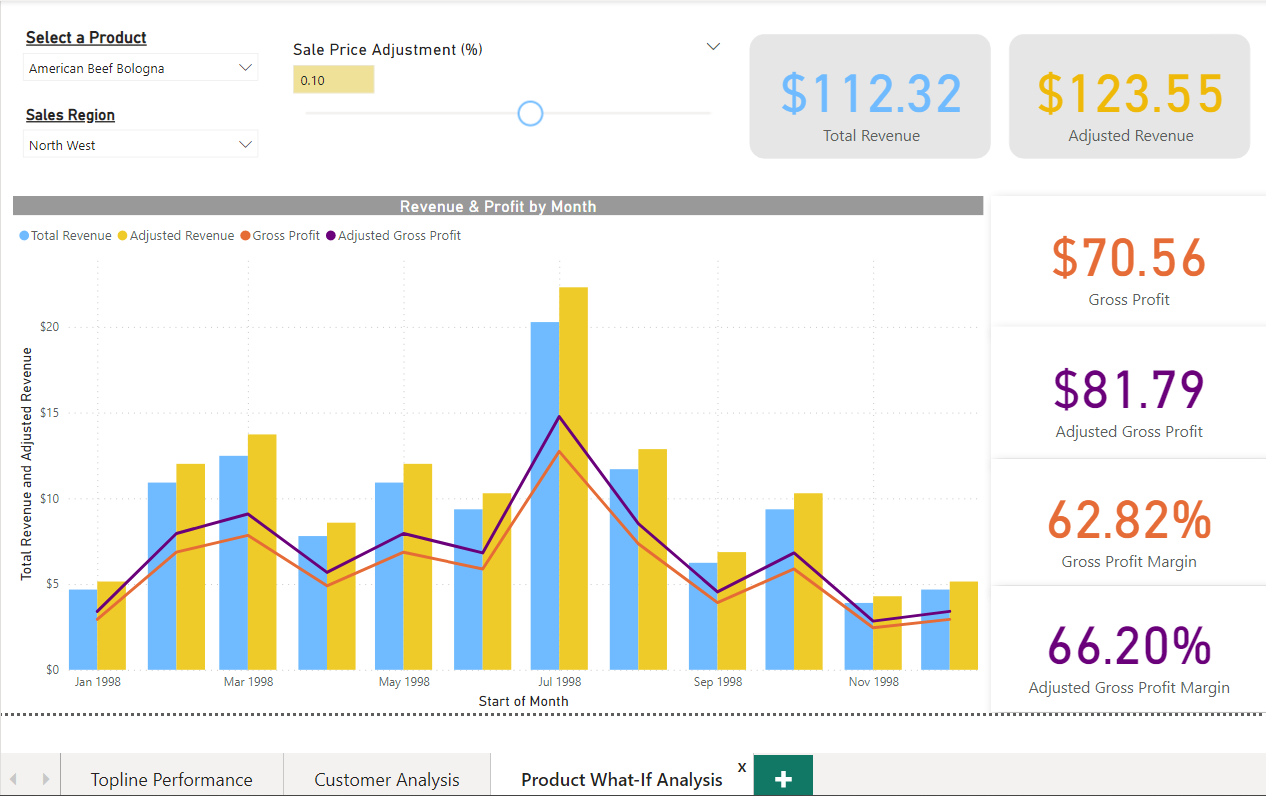 Select a Product
American Beef Bologna
Sales Region
North West
Sale Price Adjustment (%)
0.10
$112.32
Total Revenue
$123.55
Adjusted Revenue
Revenue & Profit by Month
Total Revenue Adjusted Revenue Gross Profit Adjusted Gross Profit
Total Revenue and Adjusted Revenue
$20
$15
$10
$5
$0
Jan 1998 Mar 1998 May 1998 Jul 1998 Sep 1998 Nov 1998
Start of Month
$70.56
Gross Profit
$81.79
Adjusted Gross Profit
62.82%
Gross Profit Margin
66.20%
Adjusted Gross Profit Margin
Topline Performance Customer Analysis Product What-If Analysis x +